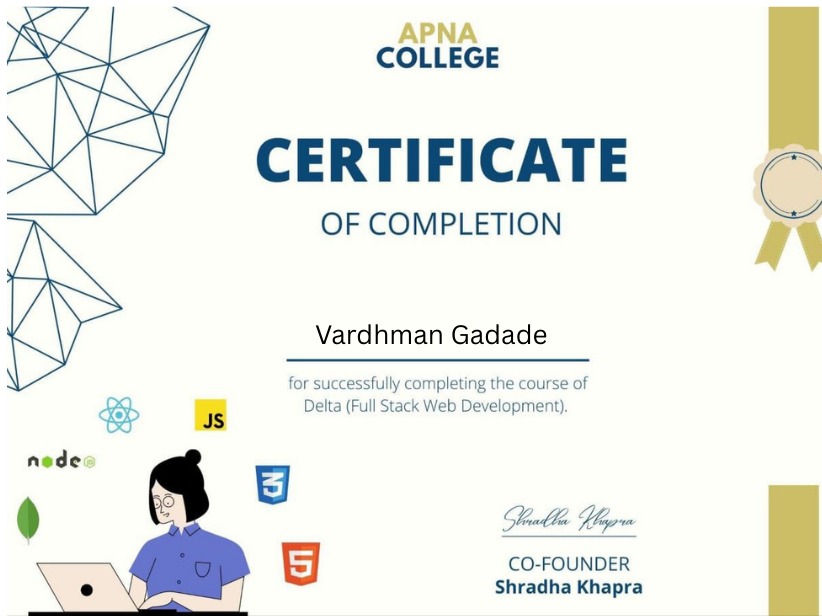 APNA
COLLEGE
CERTIFICATE
OF COMPLETION
Vardhman Gadade
for successfully completing the course of
Delta (Full Stack Web Development).
JS
node
JS
3
5
Shradha Khapra
CO-FOUNDER
Shradha Khapra